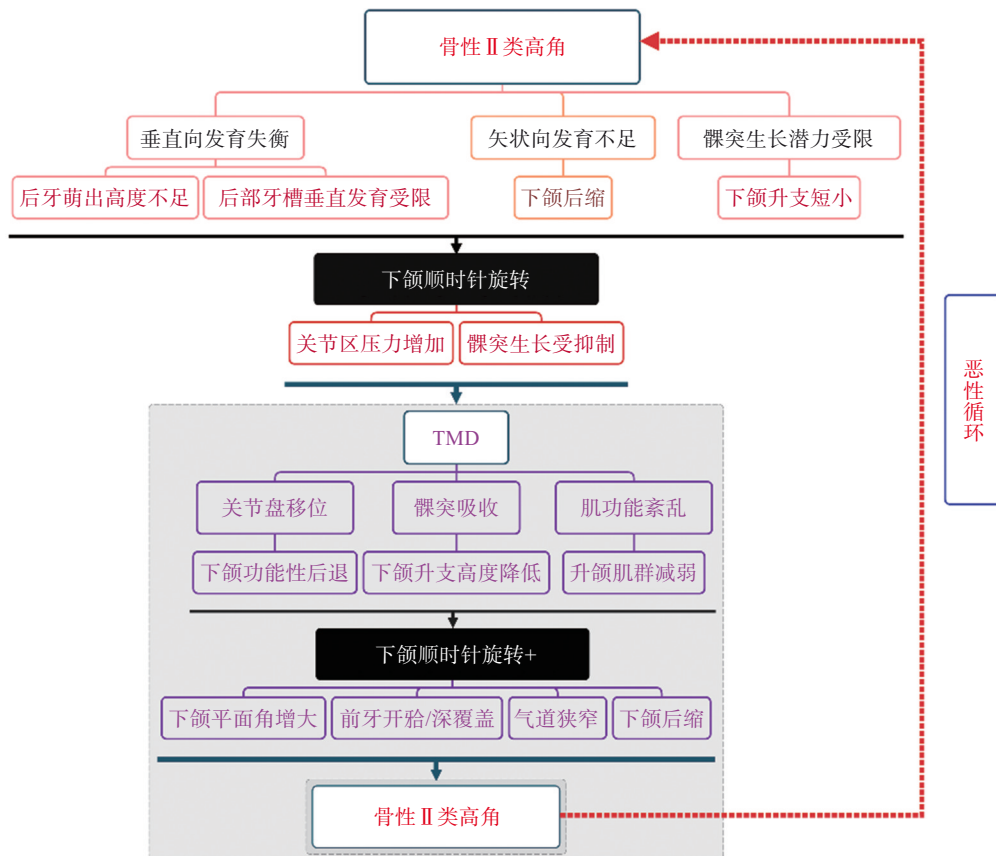 骨性Ⅱ类高角
垂直向发育失衡
矢状向发育不足
髁突生长潜力受限
后牙萌出高度不足
后部牙槽垂直发育受限
下颌后缩
下颌升支短小
下颌顺时针旋转
关节区压力增加
髁突生长受抑制
TMD
关节盘移位
髁突吸收
肌功能紊乱
下颌功能性后退
下颌升支高度降低
升颌肌群减弱
下颌顺时针旋转+
下颌平面角增大
前牙开𬌗/深覆盖
气道狭窄
下颌后缩
骨性Ⅱ类高角
恶性循环